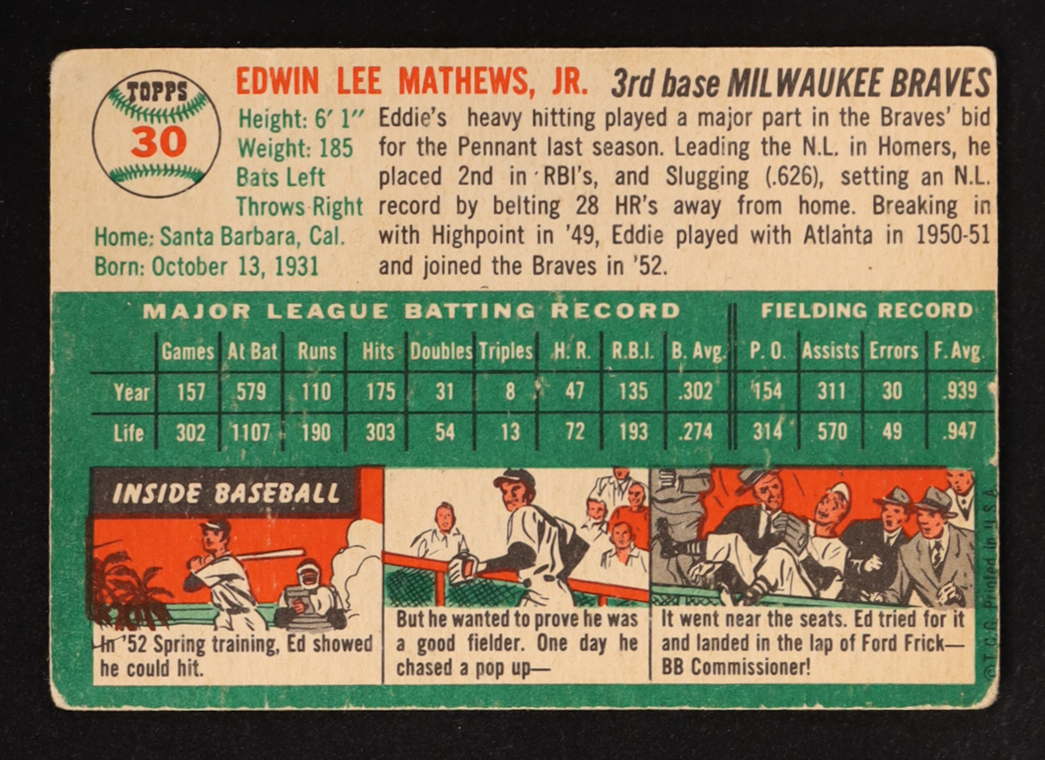 TOPPS
30
EDWIN LEE MATHEWS, JR. 3rd base MILWAUKEE BRAVES
Height: 6' 1"
Weight: 185
Bats Left
Throws Right
Home: Santa Barbara, Cal.
Born: October 13, 1931
Eddie's heavy hitting played a major part in the Braves' bid
for the Pennant last season. Leading the N.L. in Homers, he
placed 2nd in RBI's, and Slugging (.626), setting an N.L.
record by belting 28 HR's away from home. Breaking in
with Highpoint in '49, Eddie played with Atlanta in 1950-51
and joined the Braves in '52.
MAJOR LEAGUE BATTING RECORD FIELDING RECORD
Games At Bat Runs Hits Doubles Triples H. R. R.B.I. B. Avg. P. O. Assists Errors F. Avg.
Year 157 579 110 175 31 8 47 135 .302 154 311 30 .939
Life 302 1107 190 303 54 13 72 193 .274 314 570 49 .947
INSIDE BASEBALL
In '52 Spring training, Ed showed
he could hit.
But he wanted to prove he was
a good fielder. One day he
chased a pop up—
It went near the seats. Ed tried for it
and landed in the lap of Ford Frick—
BB Commissioner!
© T.C.G. Printed in U.S.A.